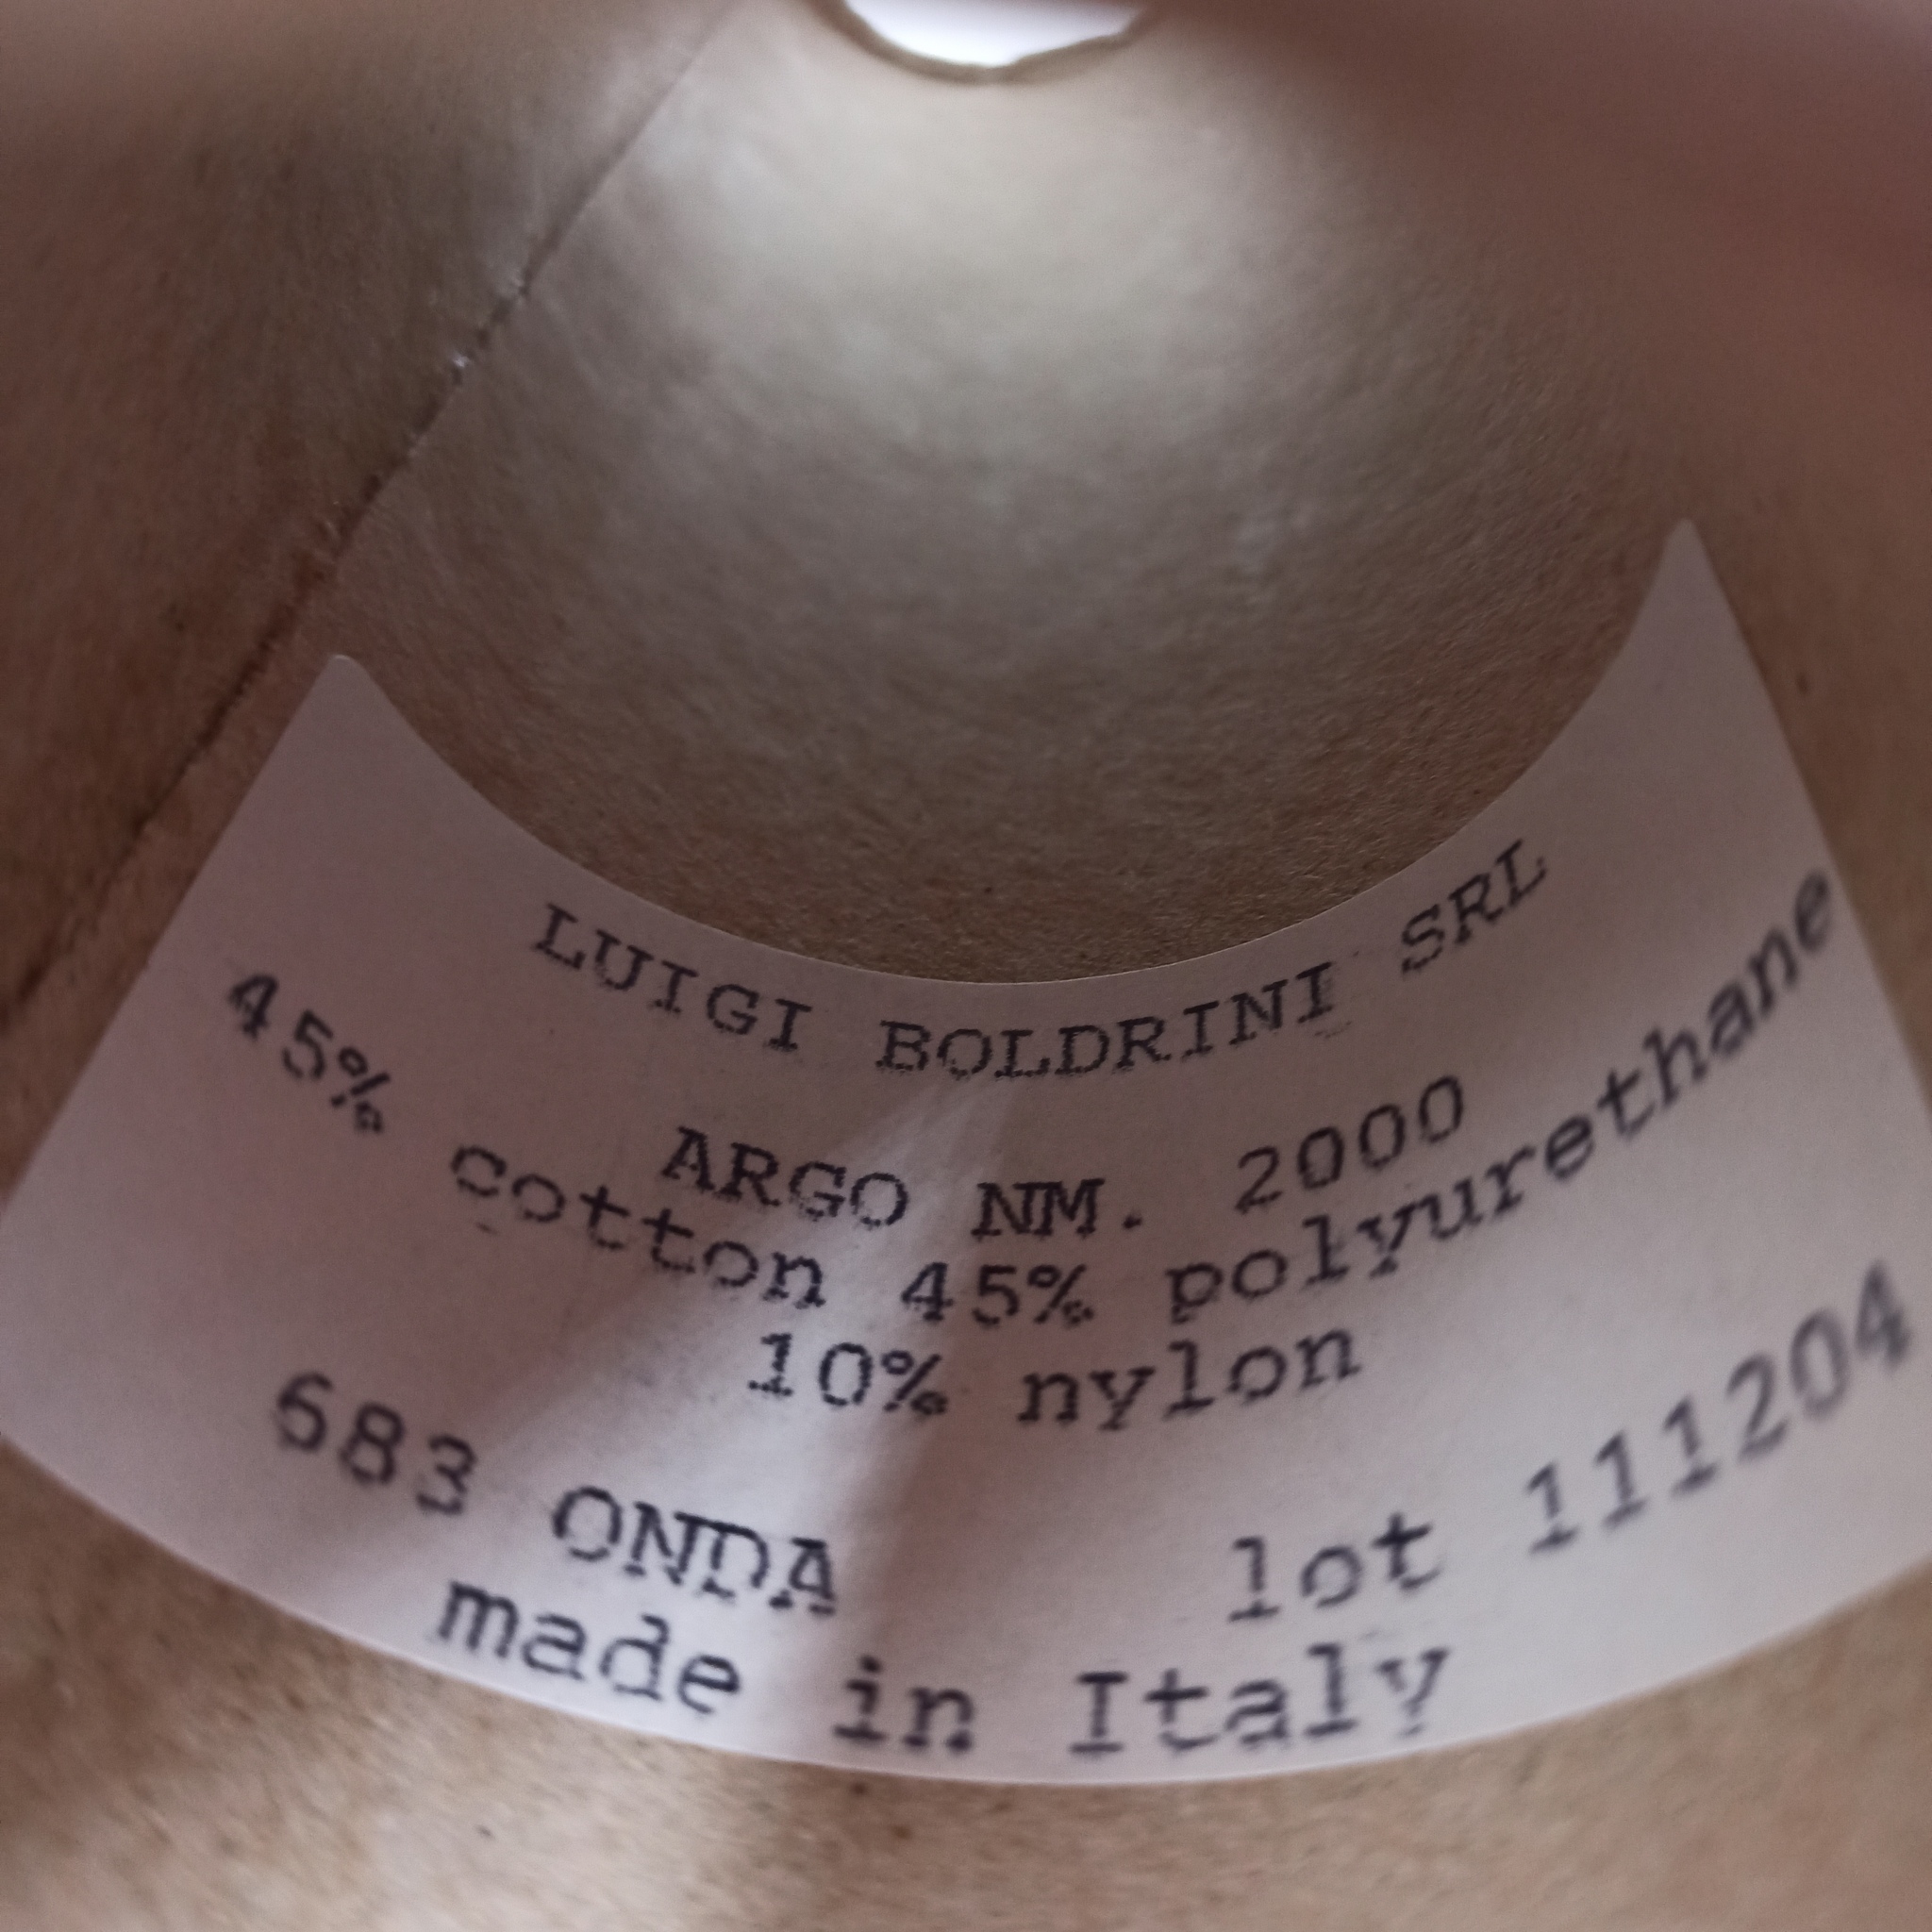 LUIGI BOLDRINI SRL
ARGO NM. 2000
45% cotton 45% polyurethane
10% nylon
683 ONDA lot 111204
made in Italy